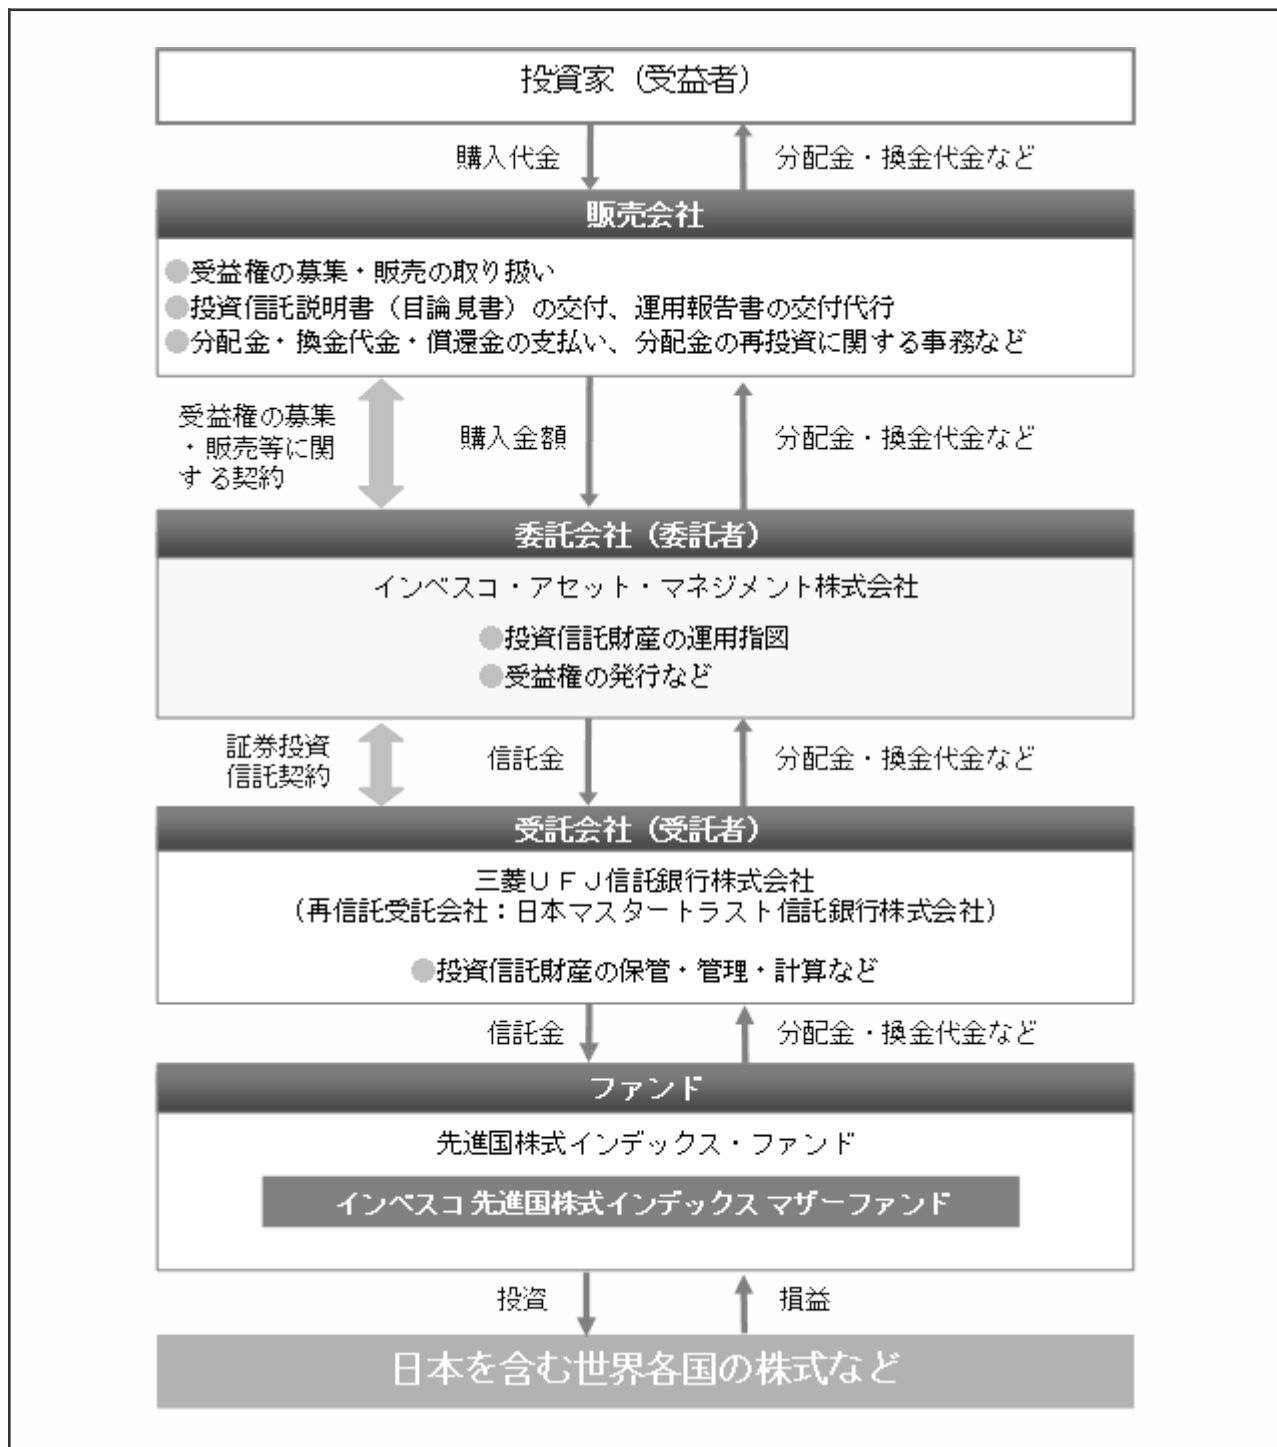 投資家（受益者）
購入代金
分配金・換金代金など
販売会社
●受益権の募集・販売の取り扱い
●投資信託説明書（目論見書）の交付、運用報告書の交付代行
●分配金・換金代金・償還金の支払い、分配金の再投資に関する事務など
受益権の募集
・販売等に関
する契約
購入金額
分配金・換金代金など
委託会社（委託者）
インベスコ・アセット・マネジメント株式会社
●投資信託財産の運用指図
●受益権の発行など
証券投資
信託契約
信託金
分配金・換金代金など
受託会社（受託者）
三菱ＵＦＪ信託銀行株式会社
（再信託受託会社：日本マスタートラスト信託銀行株式会社）
●投資信託財産の保管・管理・計算など
信託金
分配金・換金代金など
ファンド
先進国株式インデックス・ファンド
インベスコ 先進国株式インデックス マザーファンド
投資
損益
日本を含む世界各国の株式など